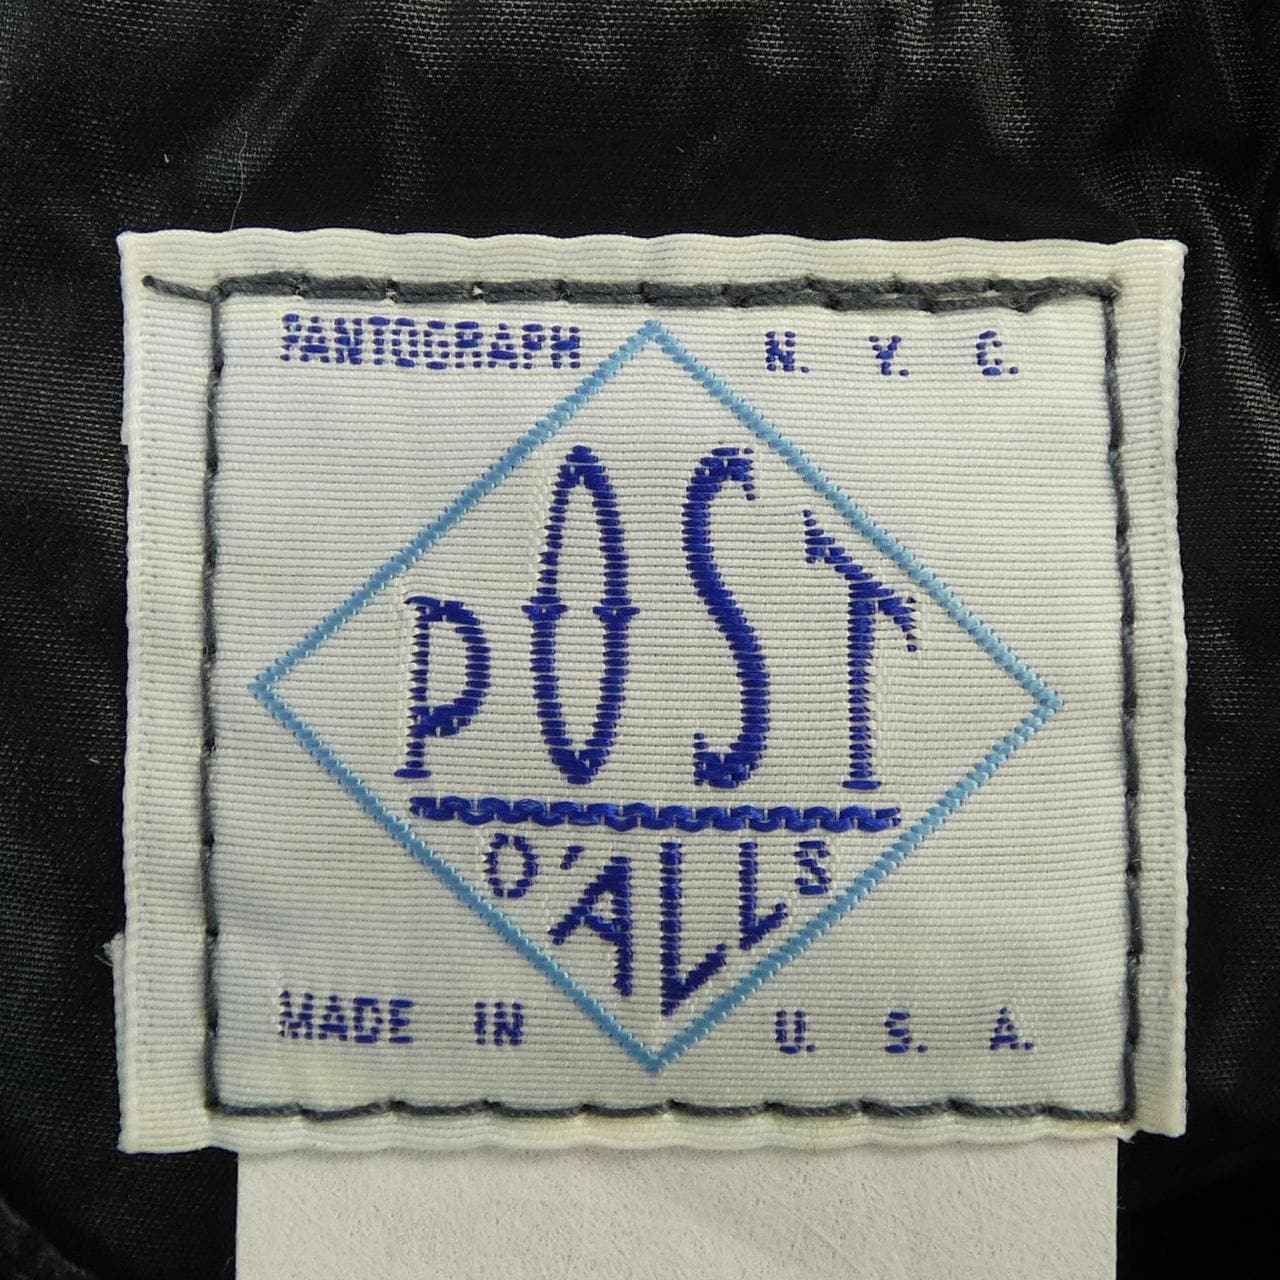 PANTOGRAPH N. Y. C.
POST
O'ALLS
MADE IN U. S. A.